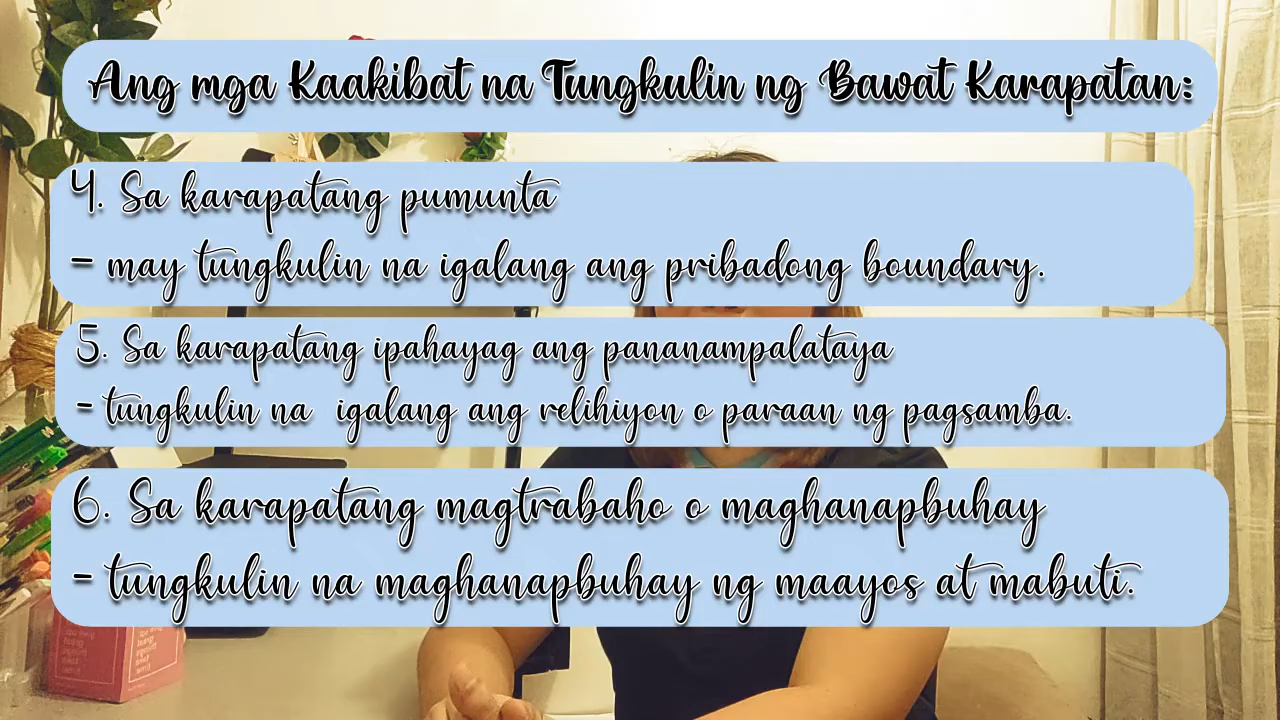 Ang mga Kaakibat na Tungkulin ng Bawat Karapatan:
4. Sa karapatang pumunta
- may tungkulin na igalang ang pribadong boundary.
5. Sa karapatang ipahayag ang pananampalataya
- tungkulin na igalang ang relihiyon o paraan ng pagsamba.
6. Sa karapatang magtrabaho o maghanapbuhay
- tungkulin na maghanapbuhay ng maayos at mabuti.